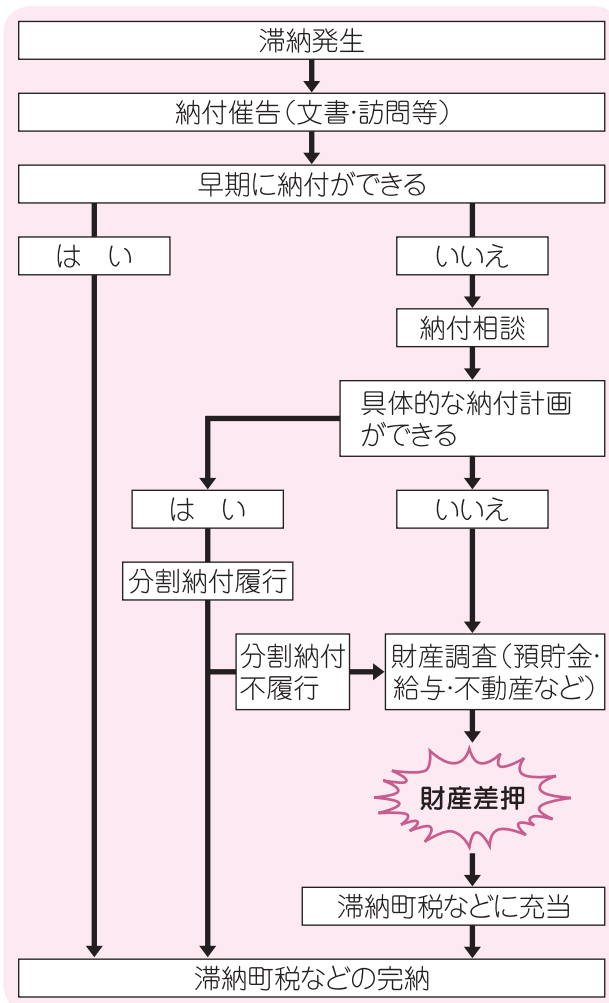 滞納発生
納付催告（文書・訪問等）
早期に納付ができる
は　い
いいえ
納付相談
具体的な納付計画
ができる
は　い
いいえ
分割納付履行
分割納付
不履行
財産調査（預貯金・
給与・不動産など）
財産差押
滞納町税などに充当
滞納町税などの完納